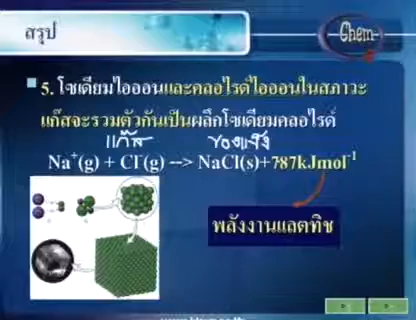 สรุป
Chem
5. โซเดียมไอออนและคลอไรด์ไอออนในสภาวะ
แก๊สจะรวมตัวกันเป็นผลึกโซเดียมคลอไรด์
แก๊ส ของแข็ง
Na⁺(g) + Cl⁻(g) --> NaCl(s)+787kJmol⁻¹
พลังงานแลตทิซ